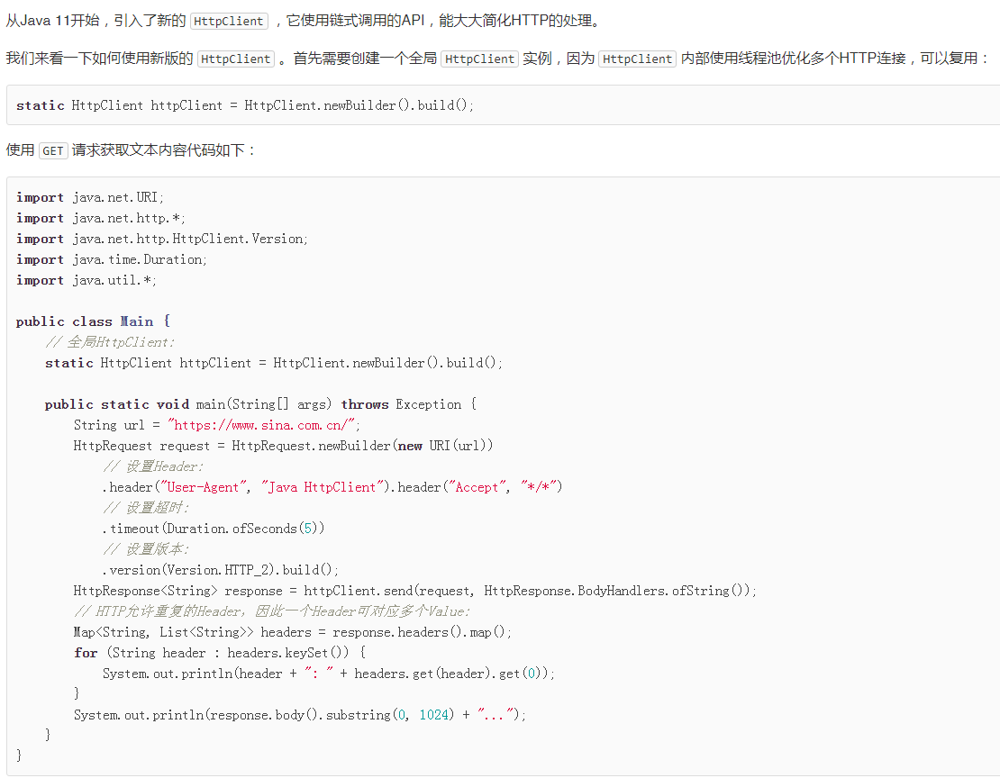 从Java 11开始，引入了新的 HttpClient ，它使用链式调用的API，能大大简化HTTP的处理。
我们来看一下如何使用新版的 HttpClient 。首先需要创建一个全局 HttpClient 实例，因为 HttpClient 内部使用线程池优化多个HTTP连接，可以复用：
static HttpClient httpClient = HttpClient.newBuilder().build();
使用 GET 请求获取文本内容代码如下：
import java.net.URI;
import java.net.http.*;
import java.net.http.HttpClient.Version;
import java.time.Duration;
import java.util.*;
public class Main {
    // 全局HttpClient:
    static HttpClient httpClient = HttpClient.newBuilder().build();
    public static void main(String[] args) throws Exception {
        String url = "https://www.sina.com.cn/";
        HttpRequest request = HttpRequest.newBuilder(new URI(url))
            // 设置Header:
            .header("User-Agent", "Java HttpClient").header("Accept", "*/*")
            // 设置超时:
            .timeout(Duration.ofSeconds(5))
            // 设置版本:
            .version(Version.HTTP_2).build();
        HttpResponse<String> response = httpClient.send(request, HttpResponse.BodyHandlers.ofString());
        // HTTP允许重复的Header，因此一个Header可对应多个Value:
        Map<String, List<String>> headers = response.headers().map();
        for (String header : headers.keySet()) {
            System.out.println(header + ": " + headers.get(header).get(0));
        }
        System.out.println(response.body().substring(0, 1024) + "...");
    }
}